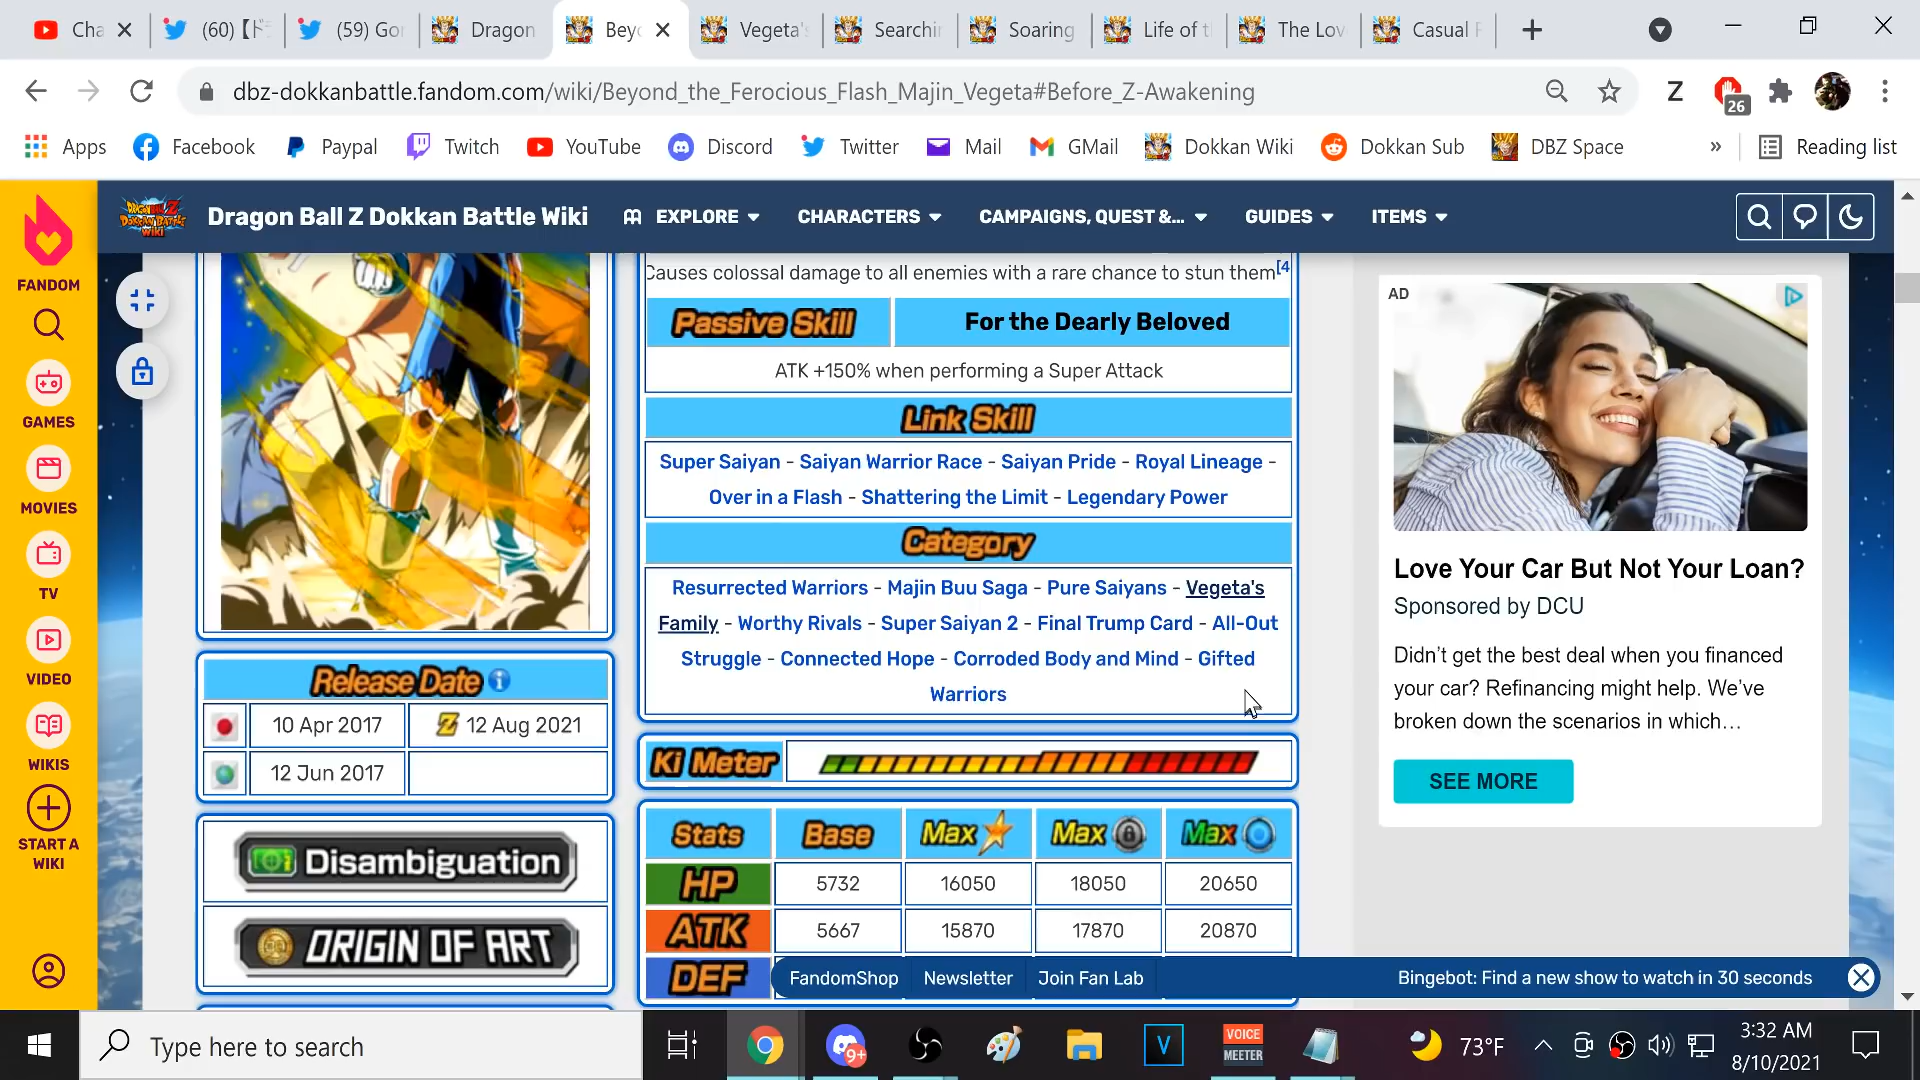 Cha
(60)【ド
(59) Gor
Dragon
Bey
Vegeta's
Searchi
Soaring
Life of t
The Lov
Casual F
dbz-dokkanbattle.fandom.com/wiki/Beyond_the_Ferocious_Flash_Majin_Vegeta#Before_Z-Awakening
Z
26
Apps
Facebook
Paypal
Twitch
YouTube
Discord
Twitter
Mail
GMail
Dokkan Wiki
Dokkan Sub
DBZ Space
»
Reading list
Dragon Ball Z Dokkan Battle Wiki
EXPLORE
CHARACTERS
CAMPAIGNS, QUEST &...
GUIDES
ITEMS
FANDOM
GAMES
MOVIES
TV
VIDEO
WIKIS
START A
WIKI
Causes colossal damage to all enemies with a rare chance to stun them[4
Passive Skill
For the Dearly Beloved
ATK +150% when performing a Super Attack
Link Skill
Super Saiyan - Saiyan Warrior Race - Saiyan Pride - Royal Lineage -
Over in a Flash - Shattering the Limit - Legendary Power
Category
Resurrected Warriors - Majin Buu Saga - Pure Saiyans - Vegeta's
Family - Worthy Rivals - Super Saiyan 2 - Final Trump Card - All-Out
Struggle - Connected Hope - Corroded Body and Mind - Gifted
Warriors
Release Date
10 Apr 2017
Z 12 Aug 2021
12 Jun 2017
Disambiguation
ORIGIN OF ART
Ki Meter
Stats Base Max Max Max
HP 5732 16050 18050 20650
ATK 5667 15870 17870 20870
DEF
AD
Love Your Car But Not Your Loan?
Sponsored by DCU
Didn't get the best deal when you financed
your car? Refinancing might help. We've
broken down the scenarios in which...
SEE MORE
FandomShop
Newsletter
Join Fan Lab
Bingebot: Find a new show to watch in 30 seconds
Type here to search
9+
V
VOICE
MEETER
73°F
3:32 AM
8/10/2021